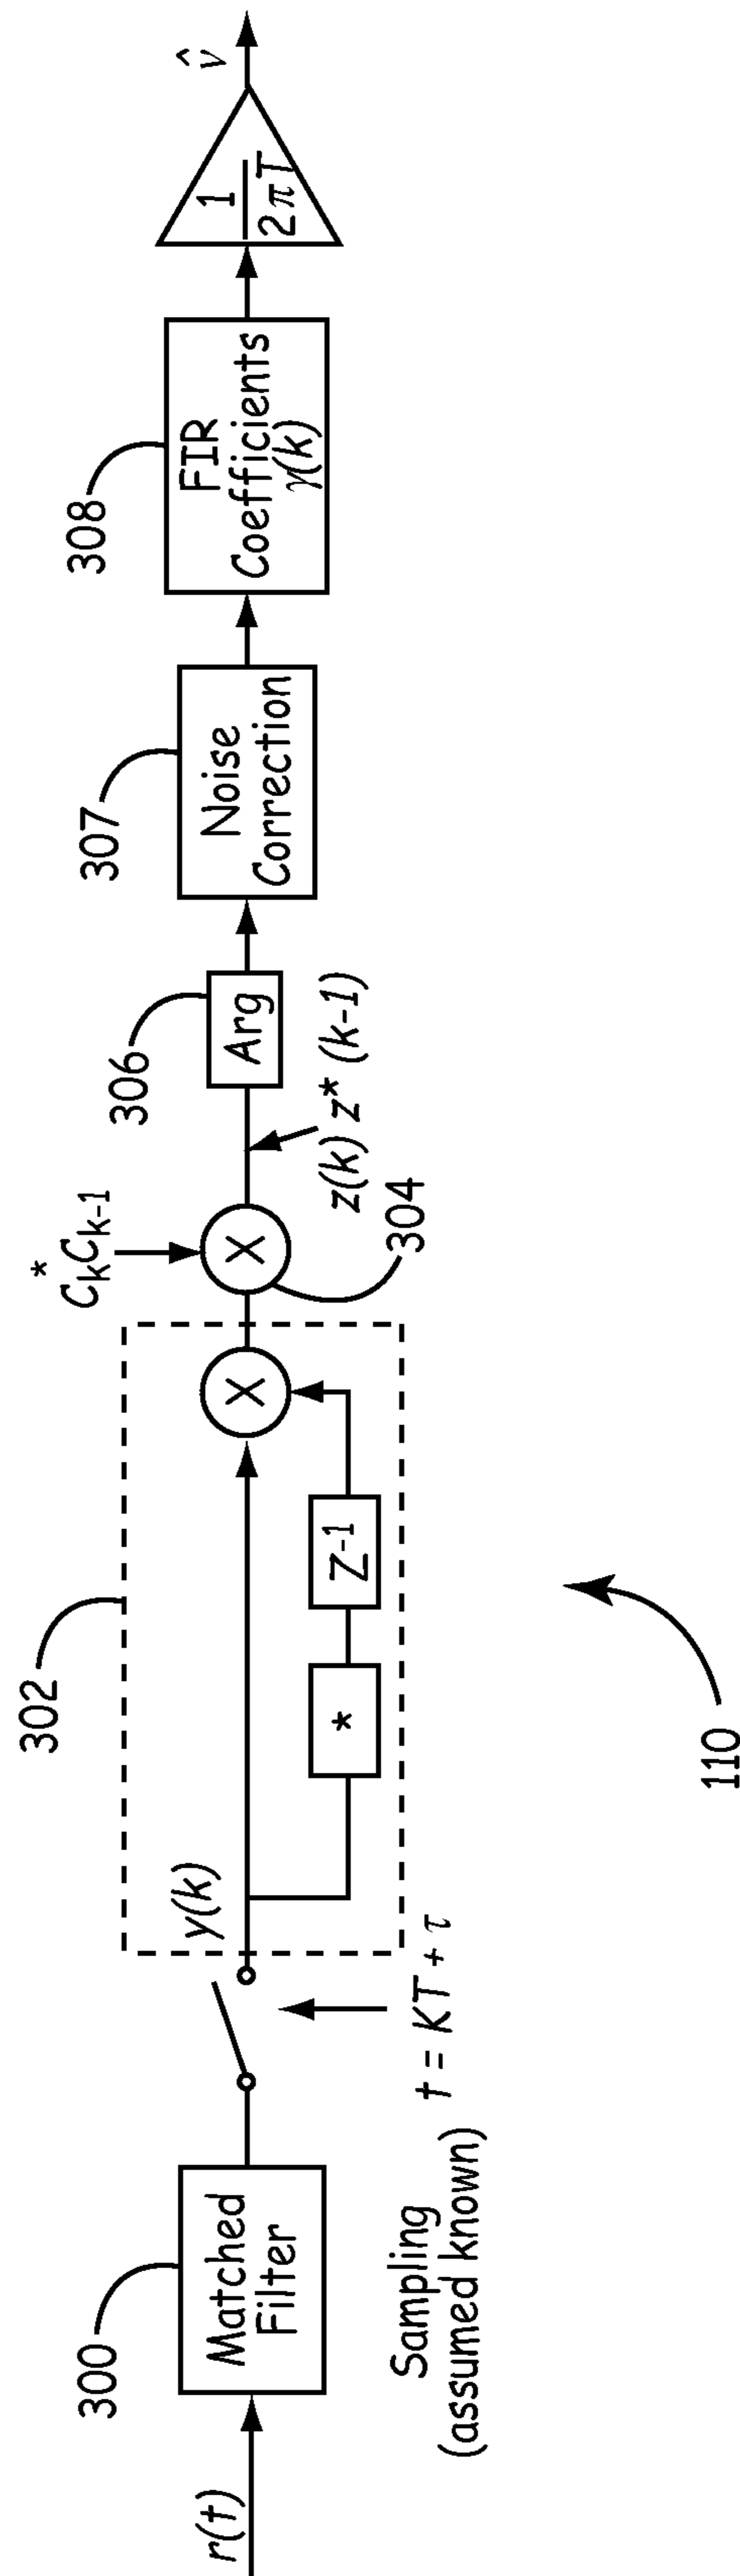 r(t)
300
Matched
Filter
Sampling
(assumed known)
t = KT + τ
y(k)
302
*
Z⁻¹
X
X
*
CₖCₖ₋₁
304
z(k) z* (k-1)
306
Arg
307
Noise
Correction
308
FIR
Coefficients
γ(k)
1
2πT
ν̂
110